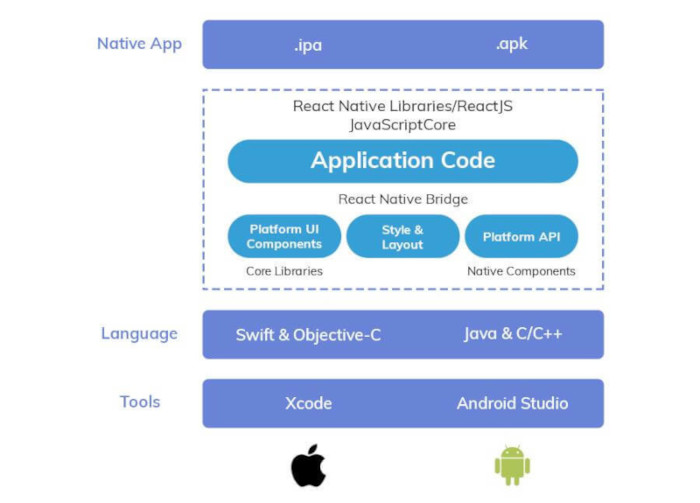 Native App
.ipa
.apk
React Native Libraries/ReactJS
JavaScriptCore
Application Code
React Native Bridge
Platform UI
Components
Style &
Layout
Platform API
Core Libraries
Native Components
Language
Swift & Objective-C
Java & C/C++
Tools
Xcode
Android Studio